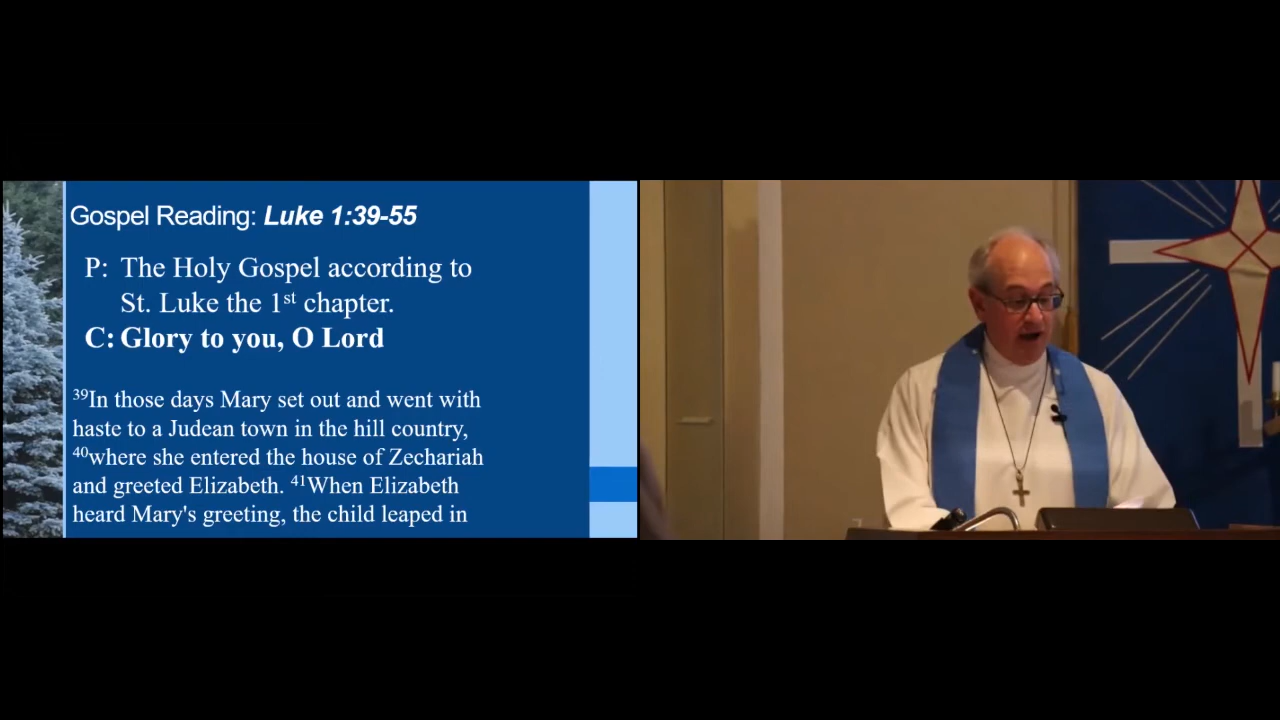 Gospel Reading: Luke 1:39-55
P: The Holy Gospel according to
St. Luke the 1st chapter.
C: Glory to you, O Lord
39In those days Mary set out and went with
haste to a Judean town in the hill country,
40where she entered the house of Zechariah
and greeted Elizabeth. 41When Elizabeth
heard Mary's greeting, the child leaped in